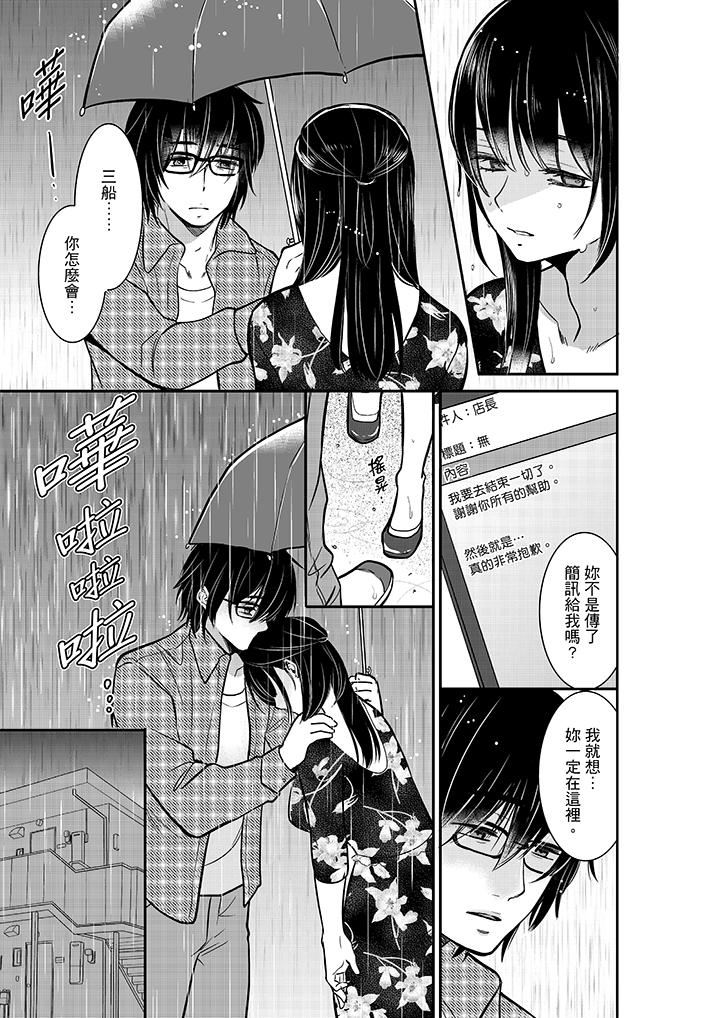 嘩…
三船……
你怎麼會…
件人：店長
標題：無
內容
我要去結束一切了。
謝謝你所有的幫助。
然後就是…
真的非常抱歉。
妳不是傳了
簡訊給我嗎？
搖晃
嘩啦啦啦…
我就想…
妳一定在這裡。